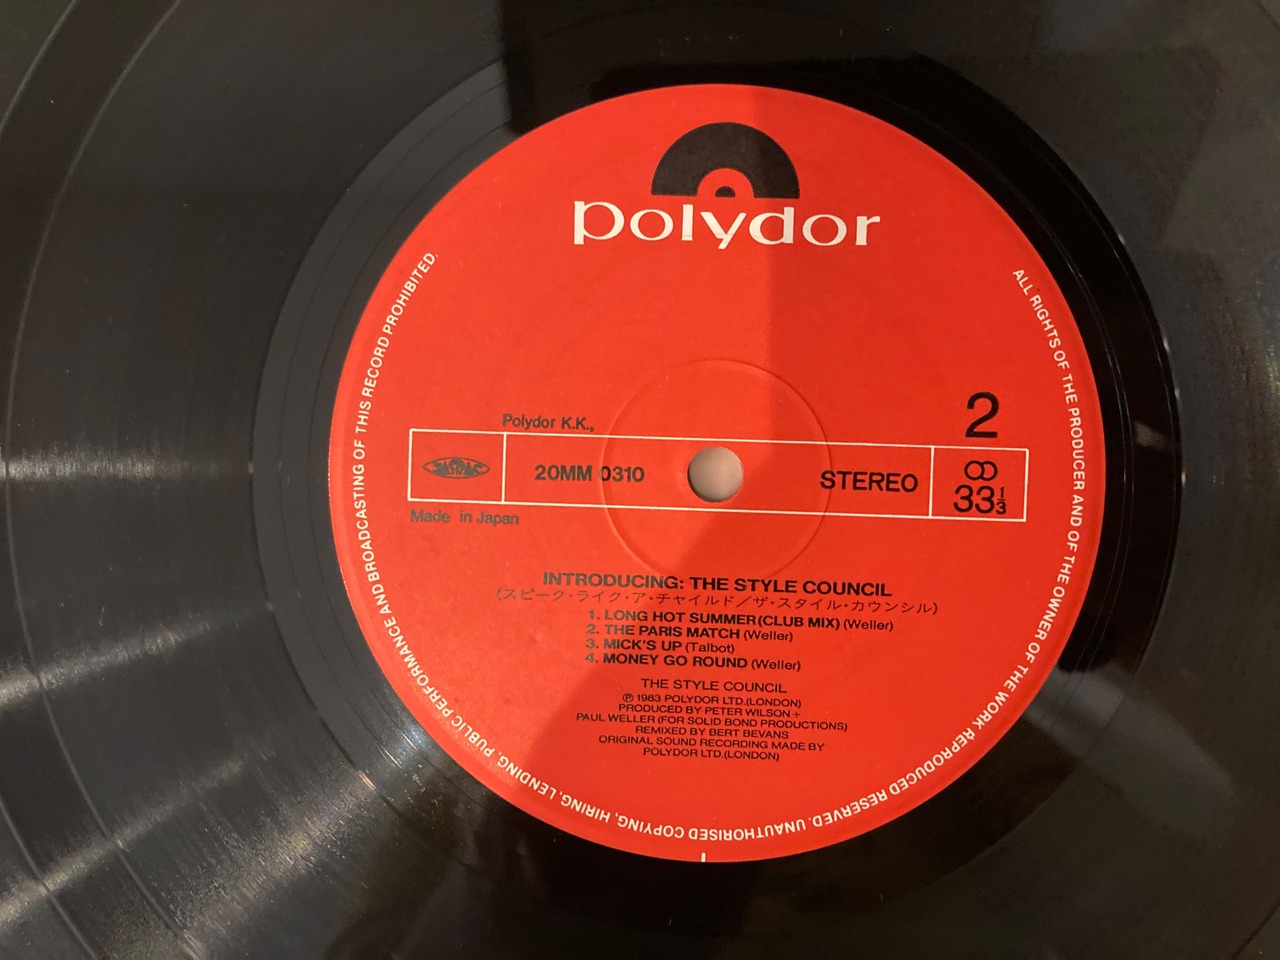 polydor
2
Polydor K.K.,
JASRAC
20MM 0310
STEREO
33⅓
Made in Japan
INTRODUCING: THE STYLE COUNCIL
(スピーク・ライク・ア・チャイルド/ザ・スタイル・カウンシル)
1. LONG HOT SUMMER (CLUB MIX) (Weller)
2. THE PARIS MATCH (Weller)
3. MICK'S UP (Talbot)
4. MONEY GO ROUND (Weller)
THE STYLE COUNCIL
Ⓟ 1983 POLYDOR LTD.(LONDON)
PRODUCED BY PETER WILSON +
PAUL WELLER (FOR SOLID BOND PRODUCTIONS)
REMIXED BY BERT BEVANS
ORIGINAL SOUND RECORDING MADE BY
POLYDOR LTD.(LONDON)
ALL RIGHTS OF THE PRODUCER AND OF THE OWNER OF THE WORK REPRODUCED RESERVED. UNAUTHORISED COPYING, HIRING, LENDING, PUBLIC PERFORMANCE AND BROADCASTING OF THIS RECORD PROHIBITED.